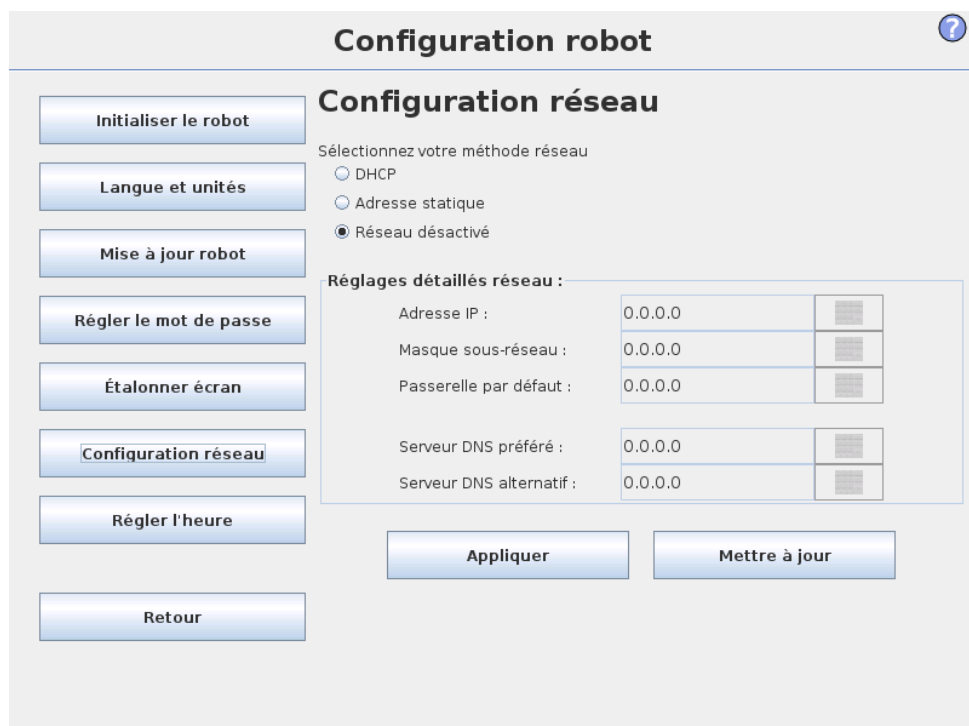 Configuration robot
?
Initialiser le robot
Langue et unités
Mise à jour robot
Régler le mot de passe
Étalonner écran
Configuration réseau
Régler l'heure
Retour
Configuration réseau
Sélectionnez votre méthode réseau
DHCP
Adresse statique
Réseau désactivé
Réglages détaillés réseau :
Adresse IP : 0.0.0.0
Masque sous-réseau : 0.0.0.0
Passerelle par défaut : 0.0.0.0
Serveur DNS préféré : 0.0.0.0
Serveur DNS alternatif : 0.0.0.0
Appliquer
Mettre à jour